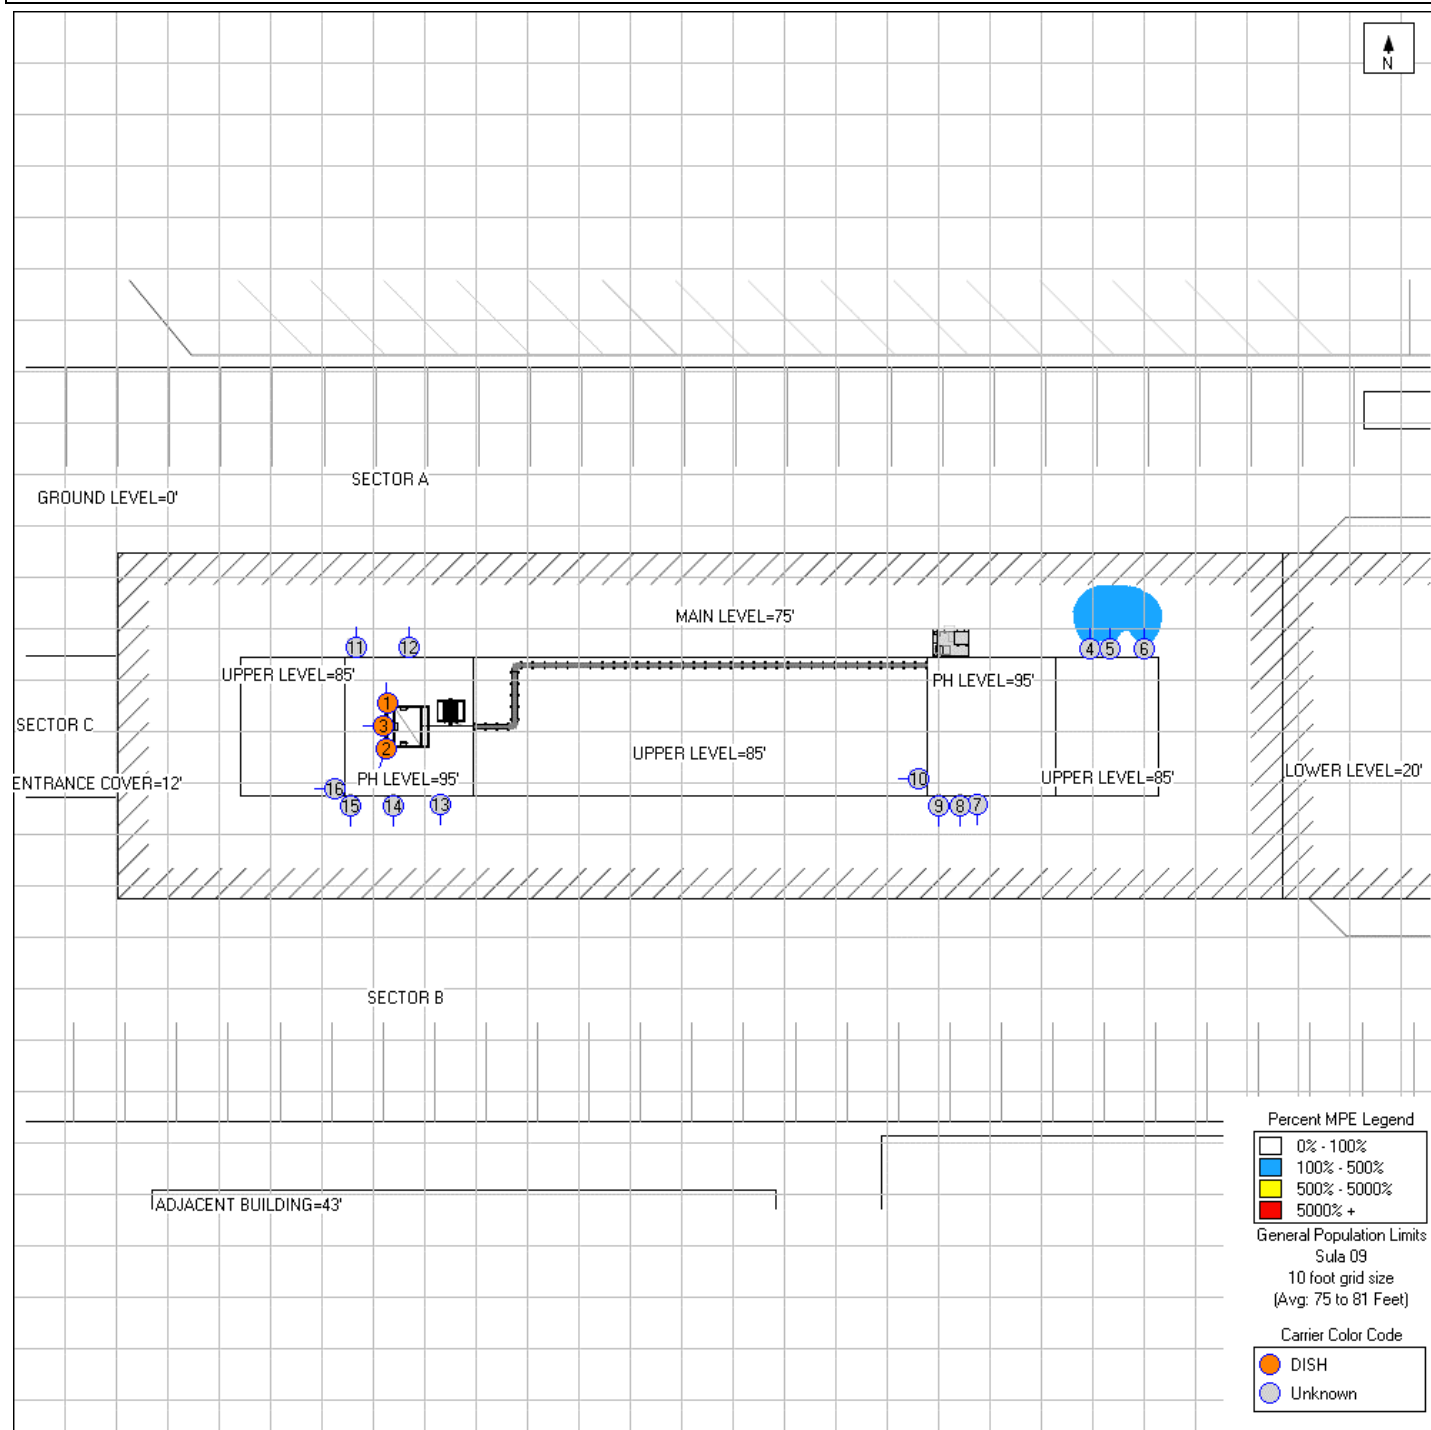 N
SECTOR A
GROUND LEVEL=0'
MAIN LEVEL=75'
11
12
4
5
6
UPPER LEVEL=85'
PH LEVEL=95'
1
SECTOR C
3
2
UPPER LEVEL=85'
LOWER LEVEL=20'
ENTRANCE COVER=12'
PH LEVEL=95'
10
UPPER LEVEL=85'
16
15
14
13
9
8
7
SECTOR B
ADJACENT BUILDING=43'
Percent MPE Legend
0% - 100%
100% - 500%
500% - 5000%
5000% +
General Population Limits
Sula 09
10 foot grid size
(Avg: 75 to 81 Feet)
Carrier Color Code
DISH
Unknown